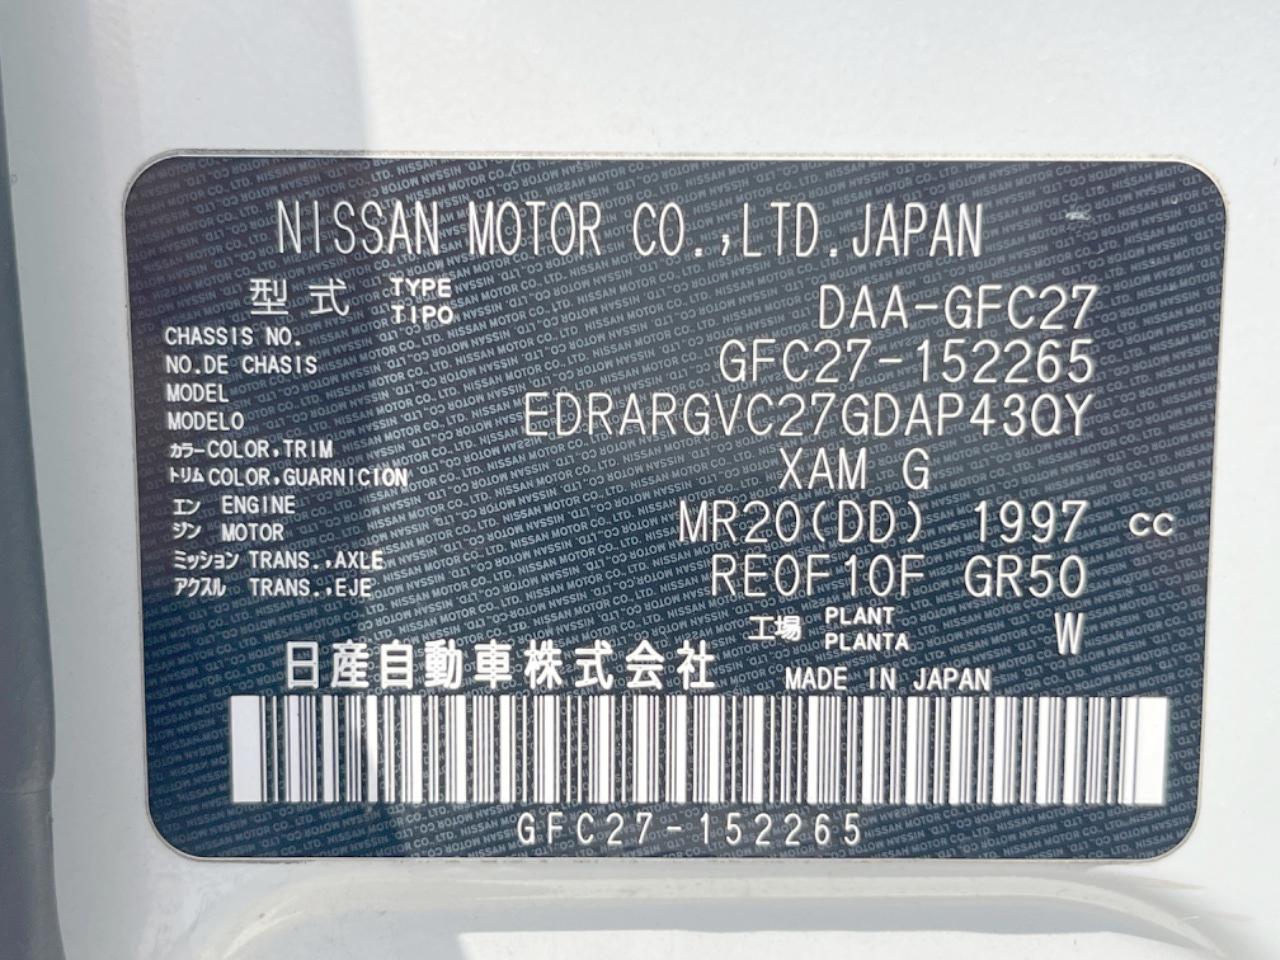 NISSAN MOTOR CO.,LTD.JAPAN
型式 TYPE TIPO DAA-GFC27
CHASSIS NO.
NO.DE CHASIS GFC27-152265
MODEL
MODELO EDRARGVC27GDAP43QY
カラー COLOR,TRIM
トリム COLOR,GUARNICION XAM G
エン ENGINE
ジン MOTOR MR20(DD) 1997 CC
ミッション TRANS.,AXLE
アクスル TRANS.,EJE RE0F10F GR50
工場 PLANT PLANTA W
日産自動車株式会社 MADE IN JAPAN
GFC27-152265